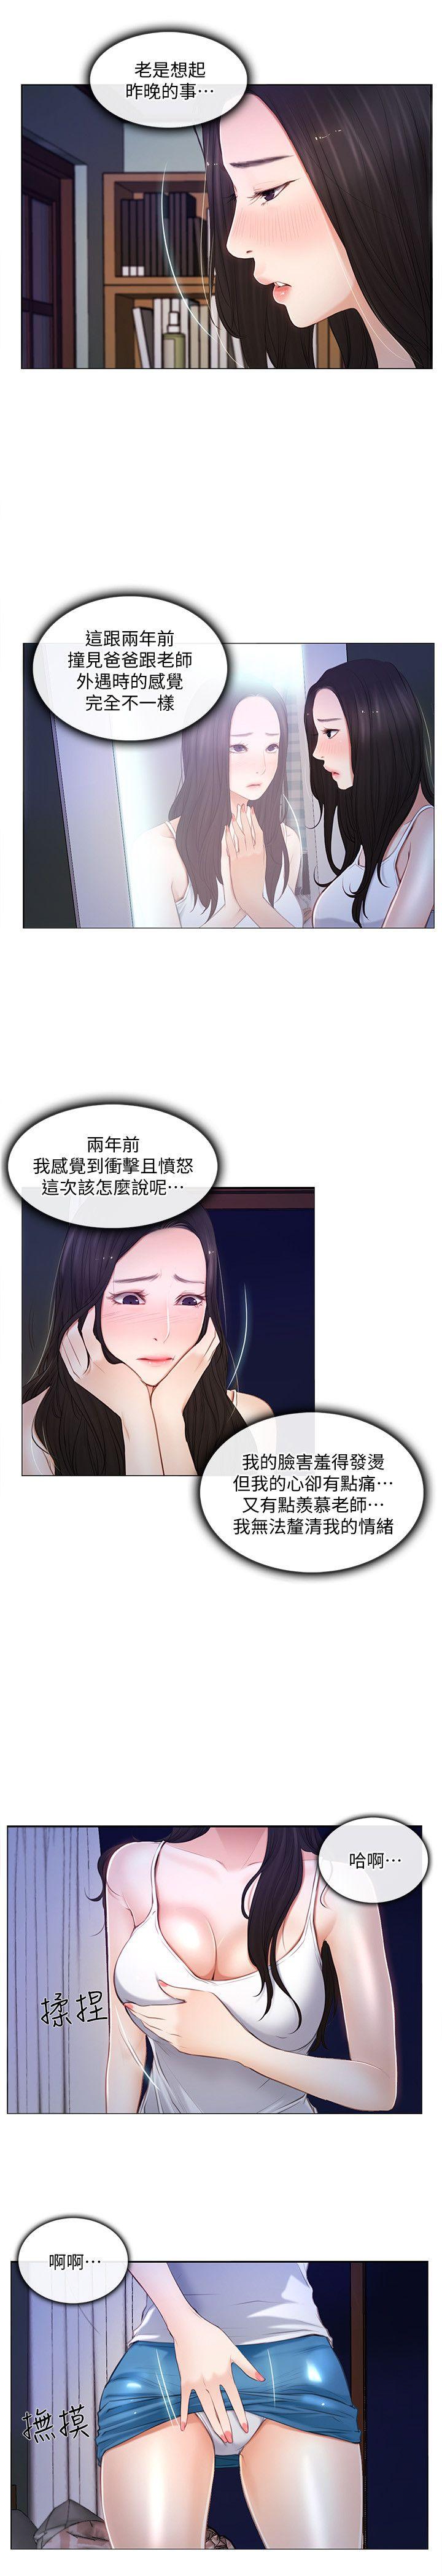 老是想起
昨晚的事⋯
這跟兩年前
撞見爸爸跟老師
外遇時的感覺
完全不一樣
兩年前
我感覺到衝擊且憤怒
這次該怎麼說呢⋯
我的臉害羞得發燙
但我的心卻有點痛⋯
又有點羨慕老師⋯
我無法釐清我的情緒
哈啊⋯
揉捏
啊啊⋯
撫摸